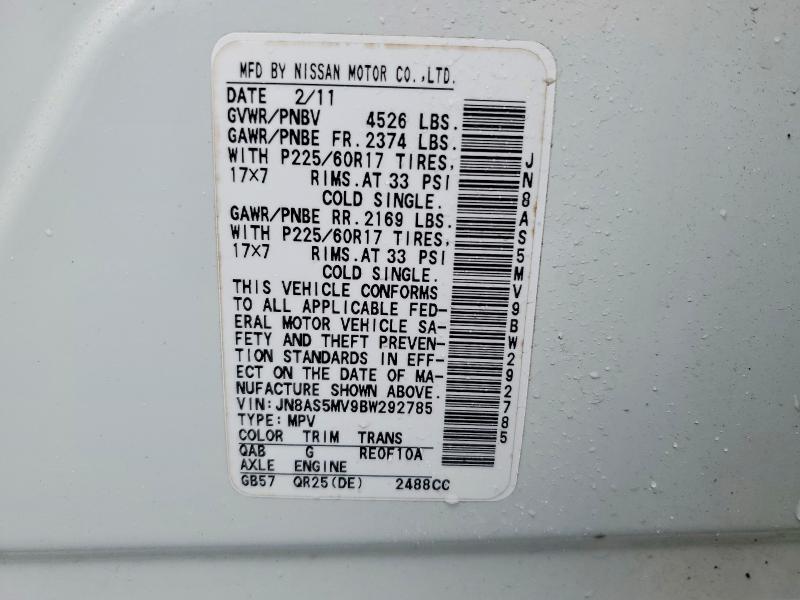 MFD BY NISSAN MOTOR CO.,LTD.
DATE 2/11
GVWR/PNBV 4526 LBS.
GAWR/PNBE FR. 2374 LBS.
WITH P225/60R17 TIRES,
17×7 RIMS. AT 33 PSI
COLD SINGLE.
GAWR/PNBE RR. 2169 LBS.
WITH P225/60R17 TIRES,
17×7 RIMS. AT 33 PSI
COLD SINGLE.
THIS VEHICLE CONFORMS
TO ALL APPLICABLE FED-
ERAL MOTOR VEHICLE SA-
FETY AND THEFT PREVEN-
TION STANDARDS IN EFF-
ECT ON THE DATE OF MA-
NUFACTURE SHOWN ABOVE.
VIN: JN8AS5MV9BW292785
TYPE: MPV
COLOR TRIM TRANS
QAB G RE0F10A
AXLE ENGINE
GB57 QR25(DE) 2488CC
JN8AS5MV9BW292785